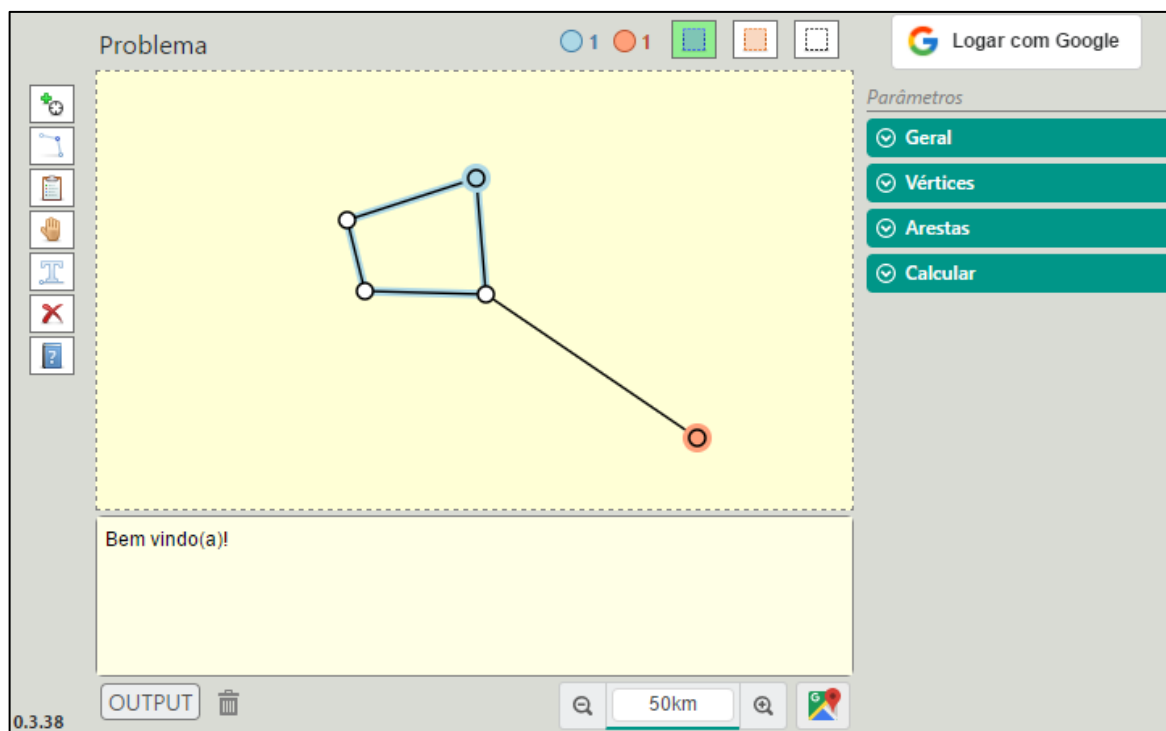 Problema
1 1
Logar com Google
Parâmetros
Geral
Vértices
Arestas
Calcular
Bem vindo(a)!
OUTPUT
50km
0.3.38